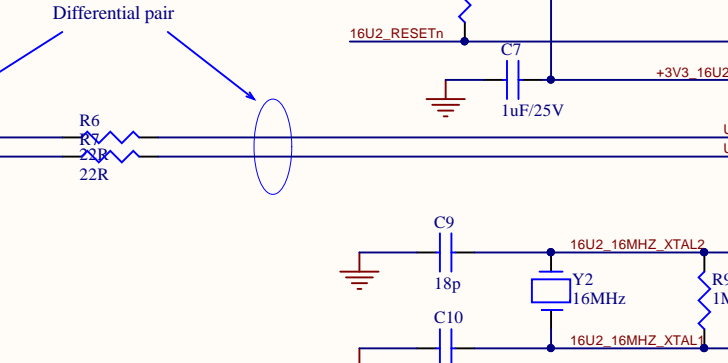 Differential pair
16U2_RESETn
C7
+3V3_16U2
1uF/25V
R6
R7
22R
22R
C9
16U2_16MHZ_XTAL2
18p
Y2
16MHz
C10
16U2_16MHZ_XTAL1